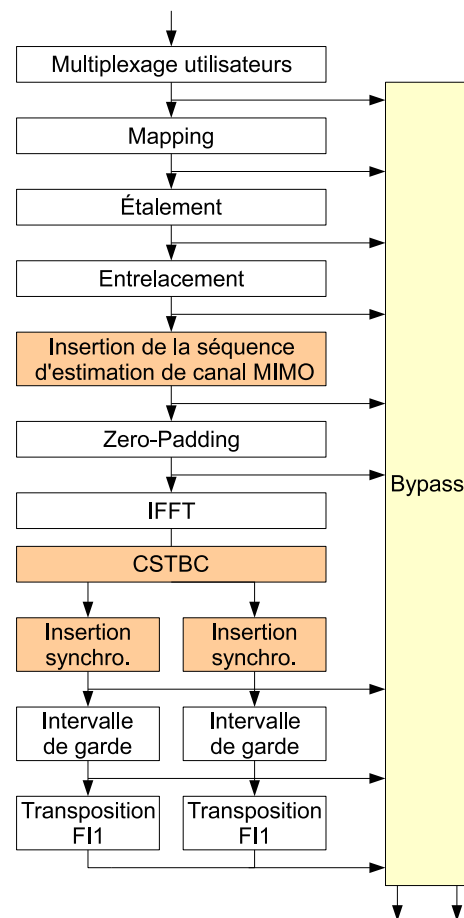 Multiplexage utilisateurs
Mapping
Étalement
Entrelacement
Insertion de la séquence
d'estimation de canal MIMO
Zero-Padding
Bypass
IFFT
CSTBC
Insertion
synchro.
Insertion
synchro.
Intervalle
de garde
Intervalle
de garde
Transposition
FI1
Transposition
FI1